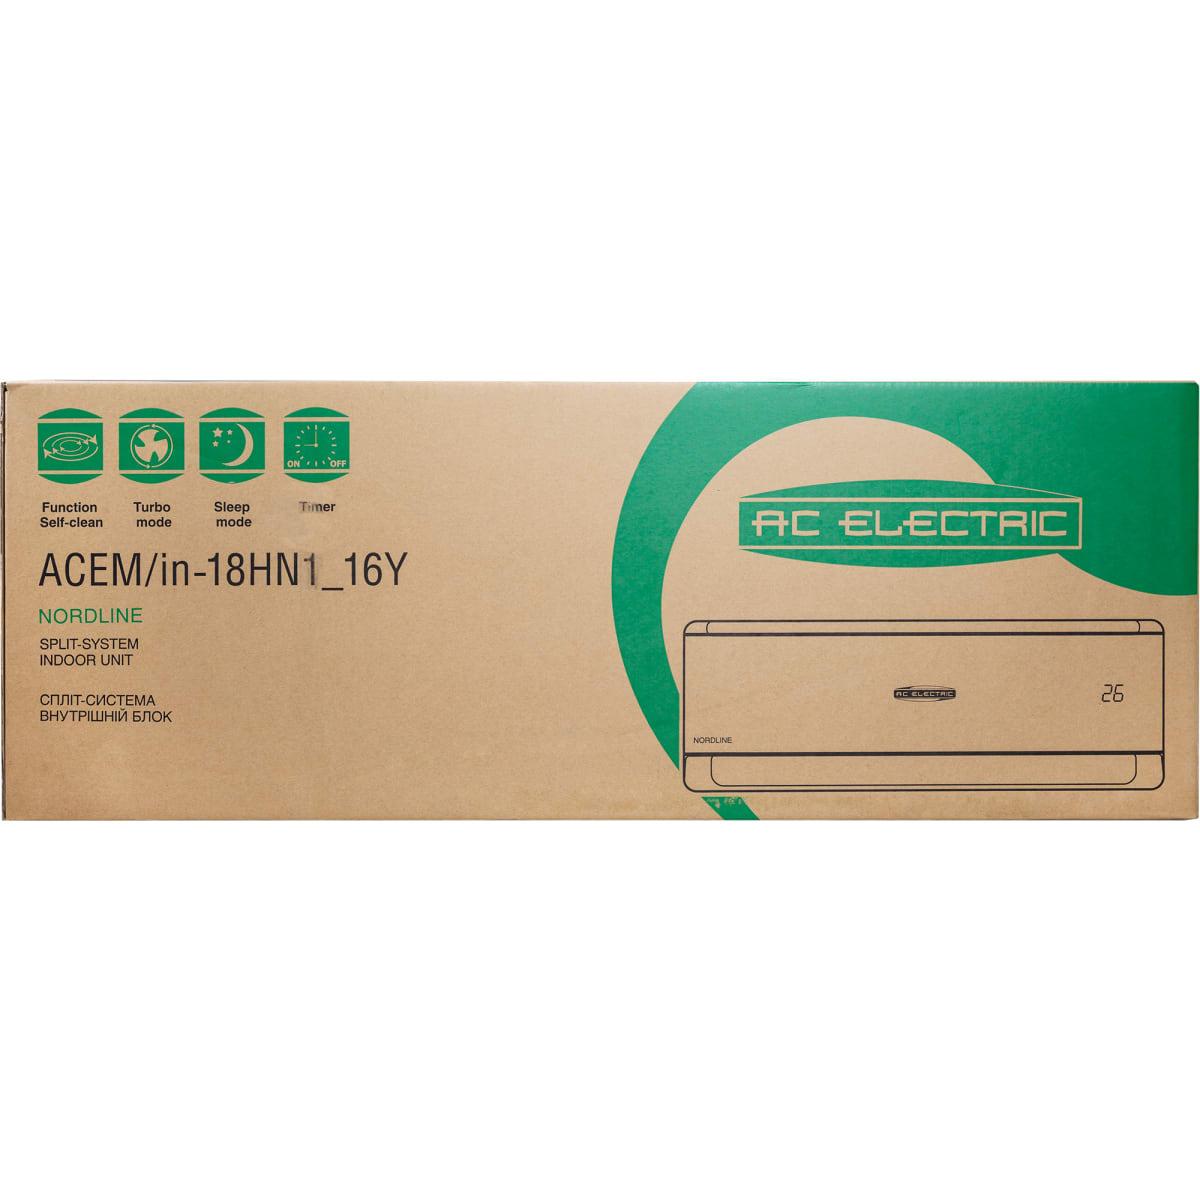 ON OFF
Function
Self-clean
Turbo
mode
Sleep
mode
Timer
ACEM/in-18HN1_16Y
NORDLINE
SPLIT-SYSTEM
INDOOR UNIT
СПЛІТ-СИСТЕМА
ВНУТРІШНІЙ БЛОК
AC ELECTRIC
AC ELECTRIC
26
NORDLINE